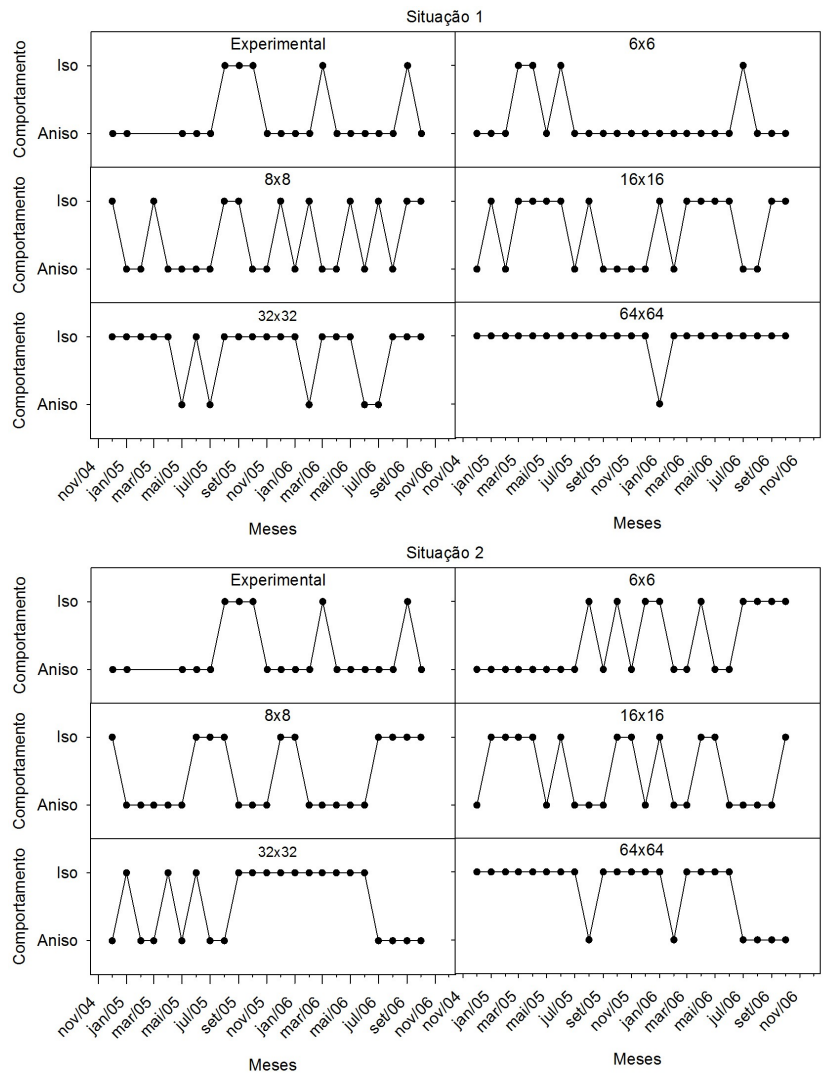 Situação 1
Experimental 6x6
Comportamento Iso Aniso
8x8 16x16
Comportamento Iso Aniso
32x32 64x64
Comportamento Iso Aniso
nov/04 jan/05 mar/05 mai/05 jul/05 set/05 nov/05 jan/06 mar/06 mai/06 jul/06 set/06 nov/06 nov/04 jan/05 mar/05 mai/05 jul/05 set/05 nov/05 jan/06 mar/06 mai/06 jul/06 set/06 nov/06
Meses Meses
Situação 2
Experimental 6x6
Comportamento Iso Aniso
8x8 16x16
Comportamento Iso Aniso
32x32 64x64
Comportamento Iso Aniso
nov/04 jan/05 mar/05 mai/05 jul/05 set/05 nov/05 jan/06 mar/06 mai/06 jul/06 set/06 nov/06 nov/04 jan/05 mar/05 mai/05 jul/05 set/05 nov/05 jan/06 mar/06 mai/06 jul/06 set/06 nov/06
Meses Meses